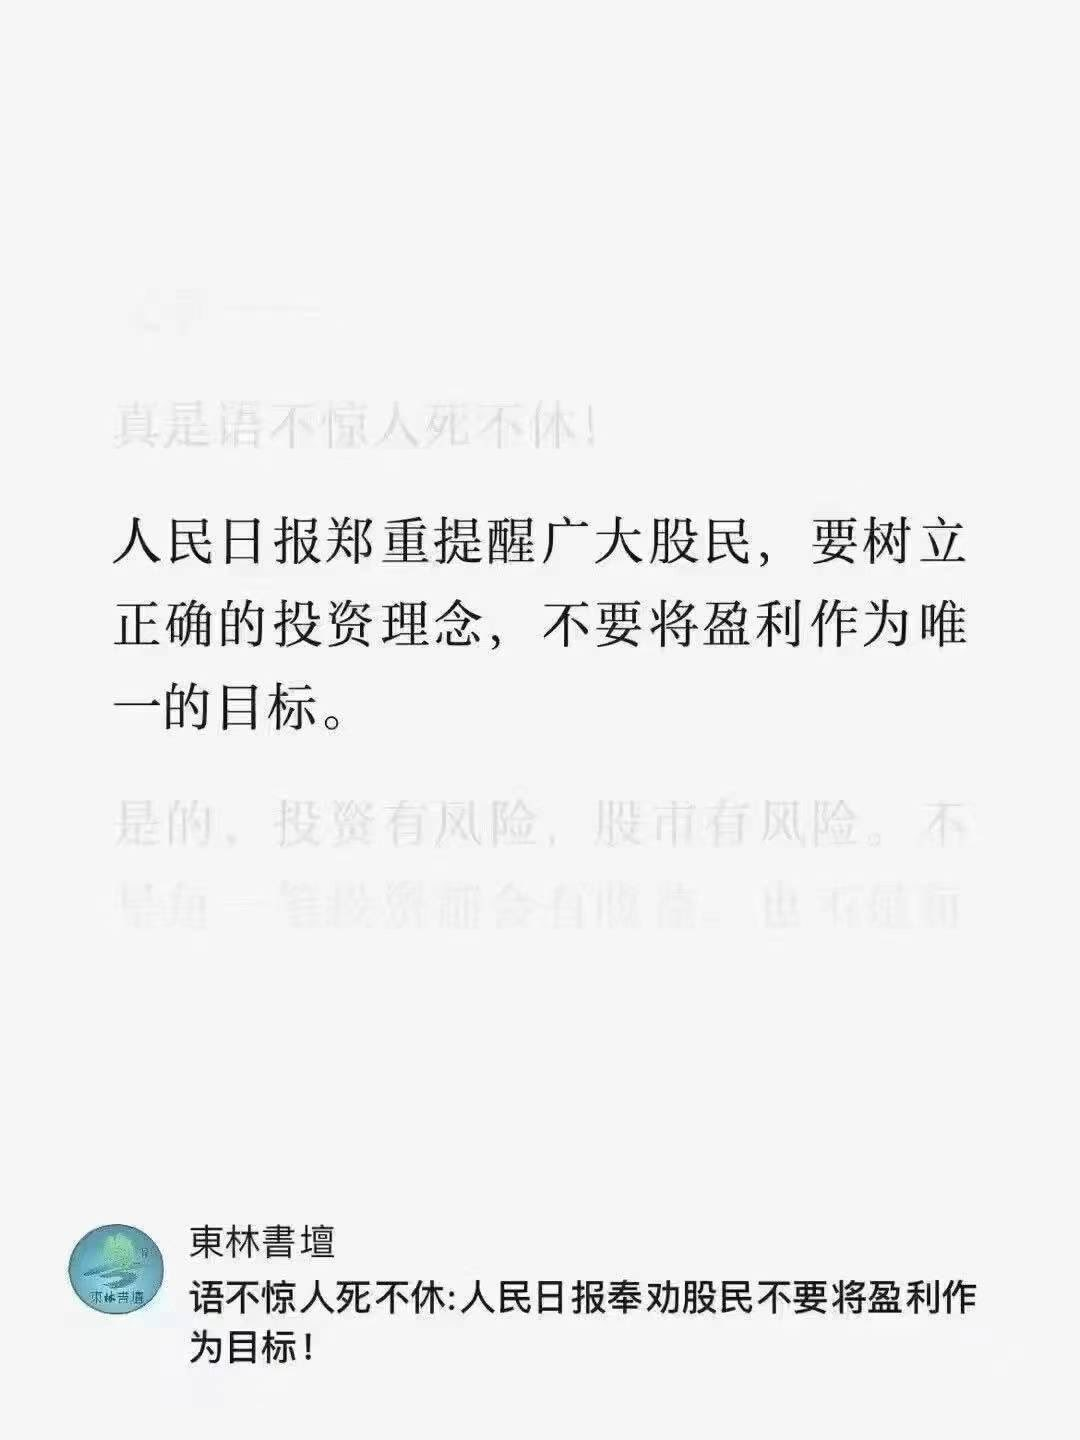 真是语不惊人死不休！
人民日报郑重提醒广大股民，要树立
正确的投资理念，不要将盈利作为唯
一的目标。
是的，投资有风险，股市有风险。不
是每一笔投资都会有收益，也不是每
東林書壇
语不惊人死不休:人民日报奉劝股民不要将盈利作
为目标！
東林書壇